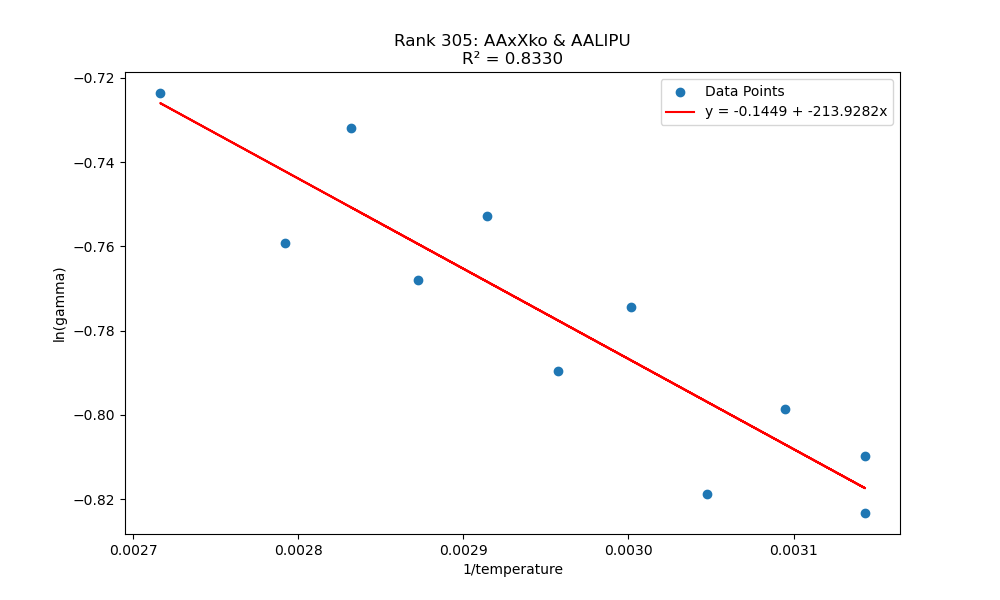 Rank 305: AAxXko & AALIPU
R² = 0.8330
Data Points
y = -0.1449 + -213.9282x
−0.72
−0.74
−0.76
−0.78
−0.80
−0.82
ln(gamma)
0.0027
0.0028
0.0029
0.0030
0.0031
1/temperature